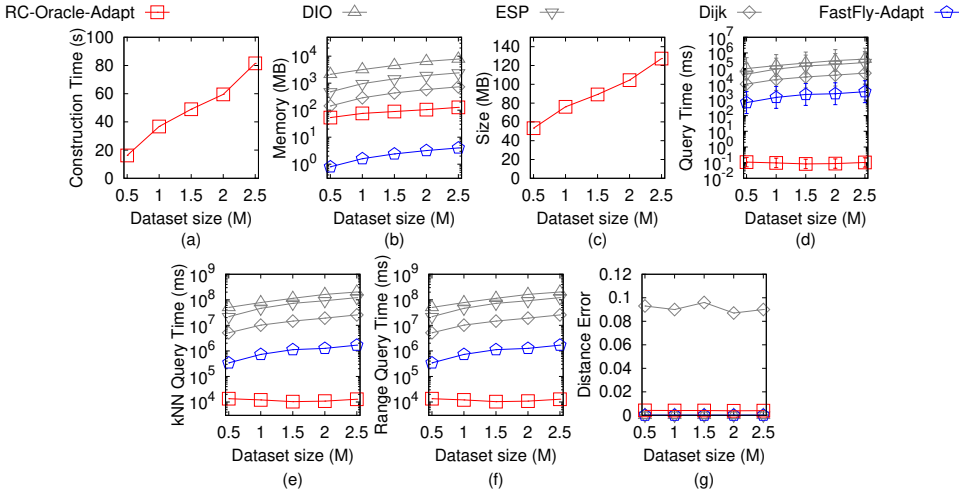 RC-Oracle-Adapt DIO ESP Dijk FastFly-Adapt
Construction Time (s)
100
80
60
40
20
0
0.5 1 1.5 2 2.5
Dataset size (M)
(a)
Memory (MB)
10^4
10^3
10^2
10^1
10^0
0.5 1 1.5 2 2.5
Dataset size (M)
(b)
Size (MB)
140
120
100
80
60
40
20
0
0.5 1 1.5 2 2.5
Dataset size (M)
(c)
Query Time (ms)
10^6
10^5
10^4
10^3
10^2
10^1
10^0
10^-1
10^-2
0.5 1 1.5 2 2.5
Dataset size (M)
(d)
kNN Query Time (ms)
10^9
10^8
10^7
10^6
10^5
10^4
0.5 1 1.5 2 2.5
Dataset size (M)
(e)
Range Query Time (ms)
10^9
10^8
10^7
10^6
10^5
10^4
0.5 1 1.5 2 2.5
Dataset size (M)
(f)
Distance Error
0.12
0.1
0.08
0.06
0.04
0.02
0
0.5 1 1.5 2 2.5
Dataset size (M)
(g)